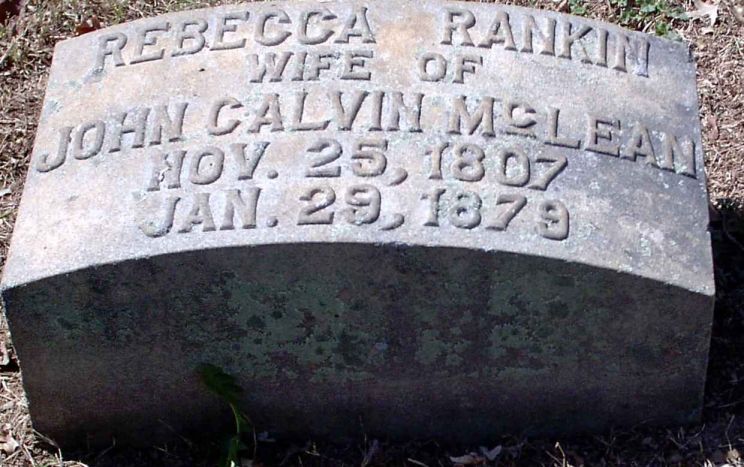 REBECCA RANKIN
WIFE OF
JOHN CALVIN McLEAN
NOV. 25, 1807
JAN. 29, 1879